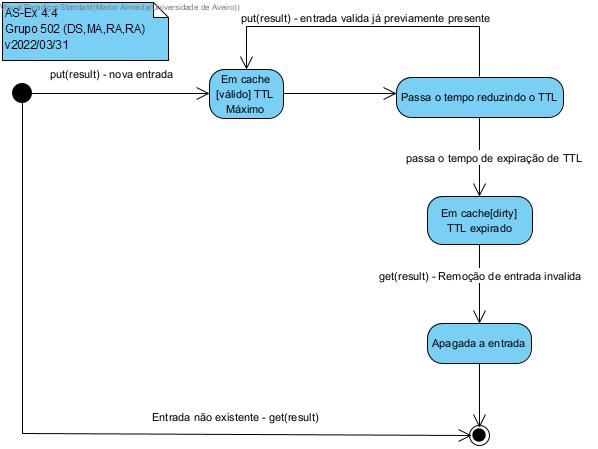 Visual Paradigm Standard(Marco Almeida(Universidade de Aveiro))
AS-Ex 4.4
Grupo 502 (DS,MA,RA,RA)
v2022/03/31
put(result) - entrada valida já previamente presente
put(result) - nova entrada
Em cache
[válido] TTL
Máximo
Passa o tempo reduzindo o TTL
passa o tempo de expiração de TTL
Em cache[dirty]
TTL expirado
get(result) - Remoção de entrada invalida
Apagada a entrada
Entrada não existente - get(result)